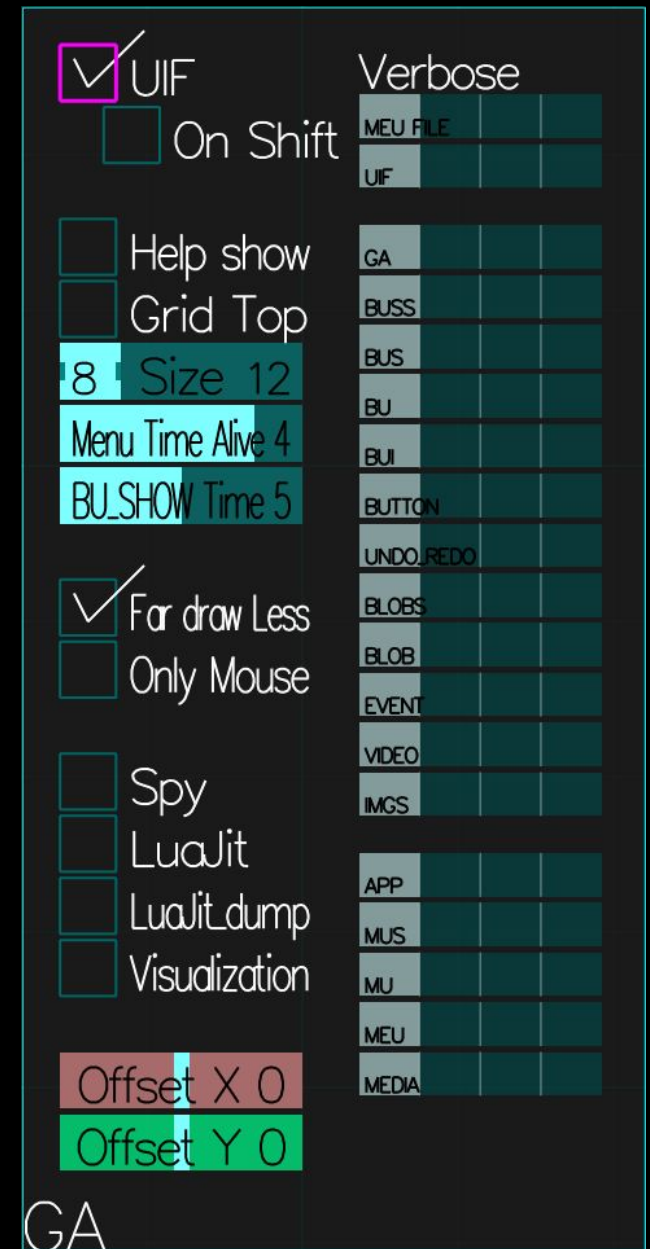 UIF
On Shift
Help show
Grid Top
8 Size 12
Menu Time Alive 4
BU_SHOW Time 5
Far draw Less
Only Mouse
Spy
LuaJit
LuaJit_dump
Visualization
Offset X 0
Offset Y 0
GA
Verbose
MEU FILE
UIF
GA
BUSS
BUS
BU
BUI
BUTTON
UNDO_REDO
BLOBS
BLOB
EVENT
VIDEO
IMGS
APP
MUS
MU
MEU
MEDIA